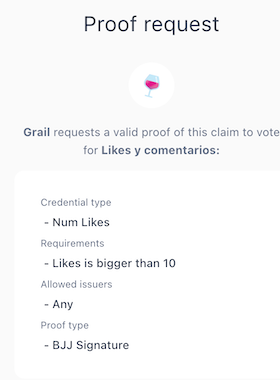 Proof request
Grail requests a valid proof of this claim to vote
for Likes y comentarios:
Credential type
- Num Likes
Requirements
- Likes is bigger than 10
Allowed issuers
- Any
Proof type
- BJJ Signature